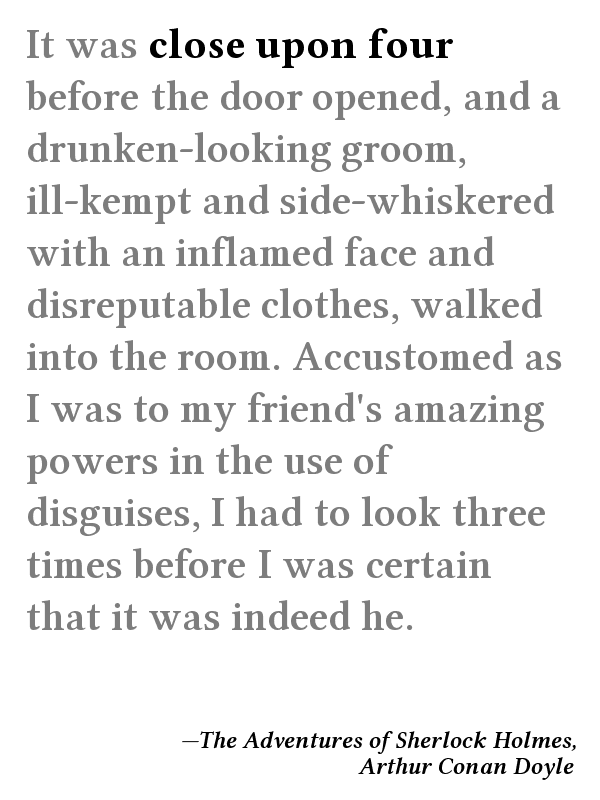 It was close upon four
before the door opened, and a
drunken-looking groom,
ill-kempt and side-whiskered
with an inflamed face and
disreputable clothes, walked
into the room. Accustomed as
I was to my friend's amazing
powers in the use of
disguises, I had to look three
times before I was certain
that it was indeed he.
—The Adventures of Sherlock Holmes,
Arthur Conan Doyle